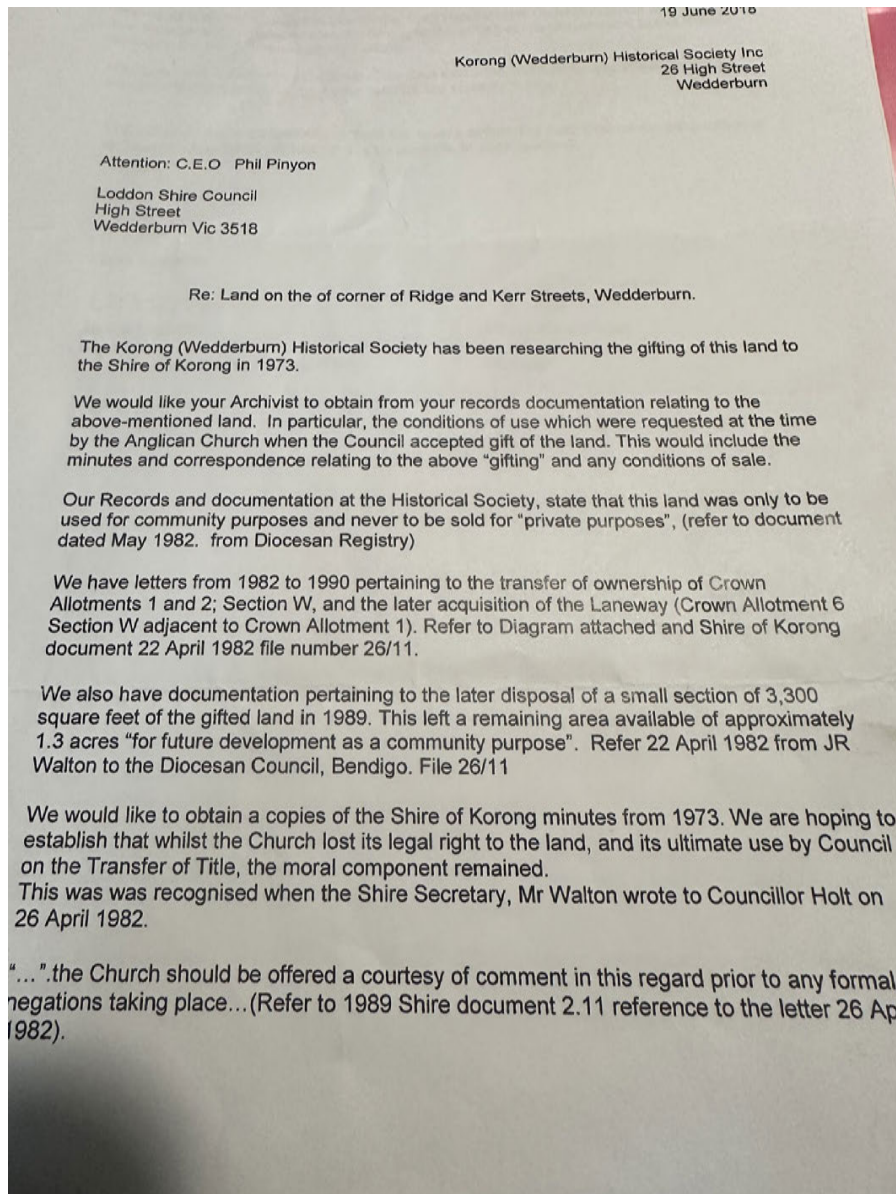 19 June 2018
Korong (Wedderburn) Historical Society Inc
26 High Street
Wedderburn
Attention: C.E.O Phil Pinyon
Loddon Shire Council
High Street
Wedderburn Vic 3518
Re: Land on the of corner of Ridge and Kerr Streets, Wedderburn.
The Korong (Wedderburn) Historical Society has been researching the gifting of this land to
the Shire of Korong in 1973.
We would like your Archivist to obtain from your records documentation relating to the
above-mentioned land. In particular, the conditions of use which were requested at the time
by the Anglican Church when the Council accepted gift of the land. This would include the
minutes and correspondence relating to the above “gifting” and any conditions of sale.
Our Records and documentation at the Historical Society, state that this land was only to be
used for community purposes and never to be sold for “private purposes”, (refer to document
dated May 1982. from Diocesan Registry)
We have letters from 1982 to 1990 pertaining to the transfer of ownership of Crown
Allotments 1 and 2; Section W, and the later acquisition of the Laneway (Crown Allotment 6
Section W adjacent to Crown Allotment 1). Refer to Diagram attached and Shire of Korong
document 22 April 1982 file number 26/11.
We also have documentation pertaining to the later disposal of a small section of 3,300
square feet of the gifted land in 1989. This left a remaining area available of approximately
1.3 acres “for future development as a community purpose”. Refer 22 April 1982 from JR
Walton to the Diocesan Council, Bendigo. File 26/11
We would like to obtain a copies of the Shire of Korong minutes from 1973. We are hoping to
establish that whilst the Church lost its legal right to the land, and its ultimate use by Council
on the Transfer of Title, the moral component remained.
This was was recognised when the Shire Secretary, Mr Walton wrote to Councillor Holt on
26 April 1982.
“...”.the Church should be offered a courtesy of comment in this regard prior to any formal
negations taking place...(Refer to 1989 Shire document 2.11 reference to the letter 26 Ap
1982).